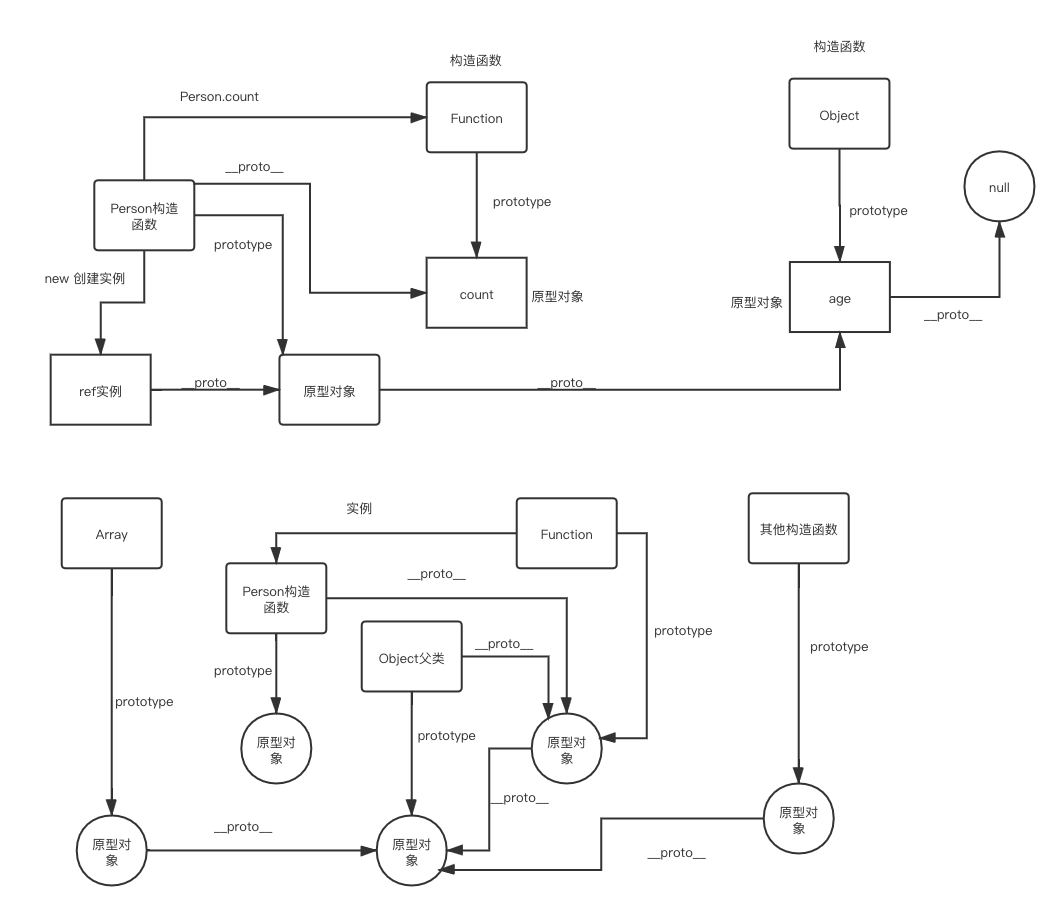 构造函数
构造函数
Person.count
Function
Object
__proto__
null
prototype
Person构造
函数
prototype
prototype
new 创建实例
count
原型对象
原型对象
age
__proto__
ref实例
__proto__
原型对象
__proto__
实例
Array
Function
其他构造函数
__proto__
Person构造
函数
prototype
__proto__
prototype
Object父类
prototype
prototype
prototype
原型对
象
原型对
象
__proto__
原型对
象
__proto__
原型对
象
原型对
象
__proto__